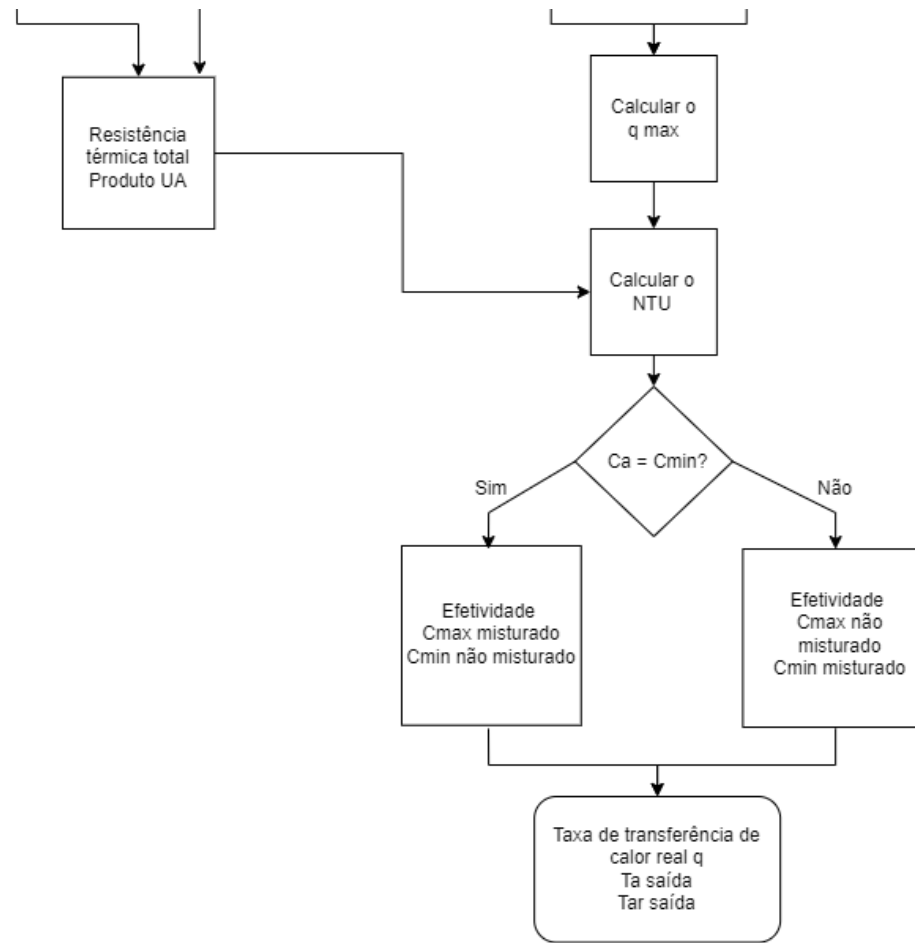 Resistência
térmica total
Produto UA
Calcular o
q max
Calcular o
NTU
Ca = Cmin?
Sim
Não
Efetividade
Cmax misturado
Cmin não misturado
Efetividade
Cmax não
misturado
Cmin misturado
Taxa de transferência de
calor real q
Ta saída
Tar saída